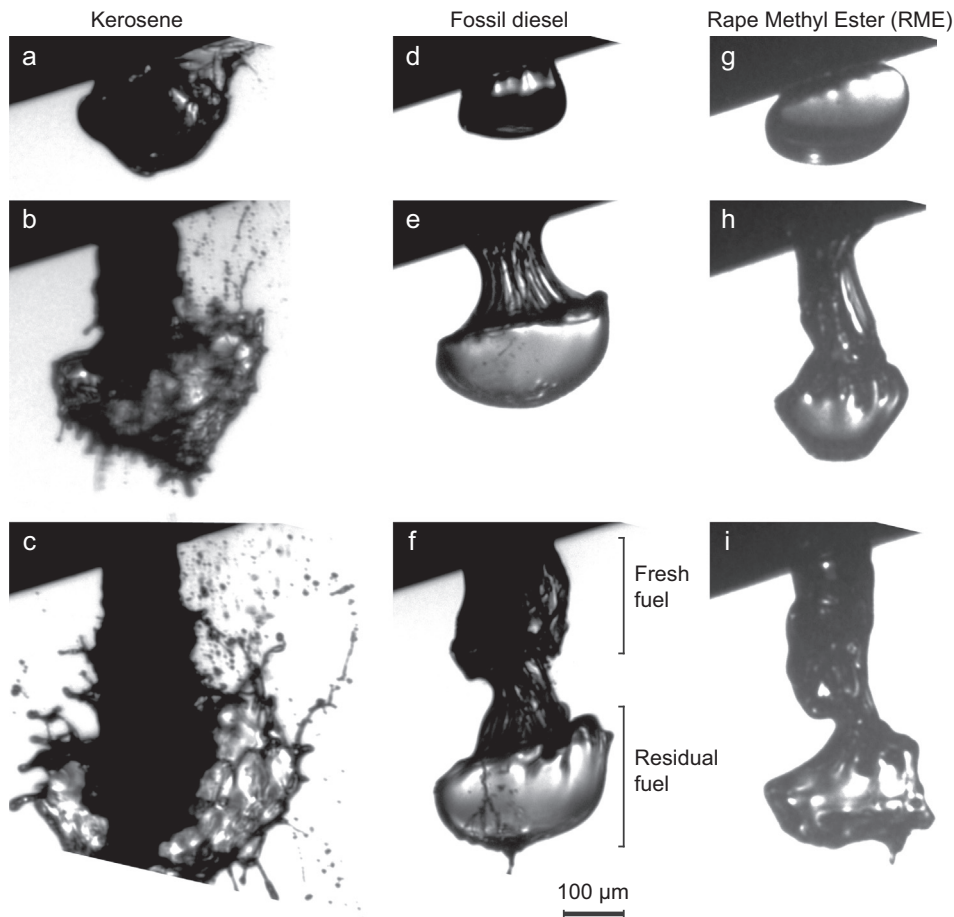 Kerosene
Fossil diesel
Rape Methyl Ester (RME)
a
d
g
b
e
h
c
f
i
Fresh
fuel
Residual
fuel
100 μm